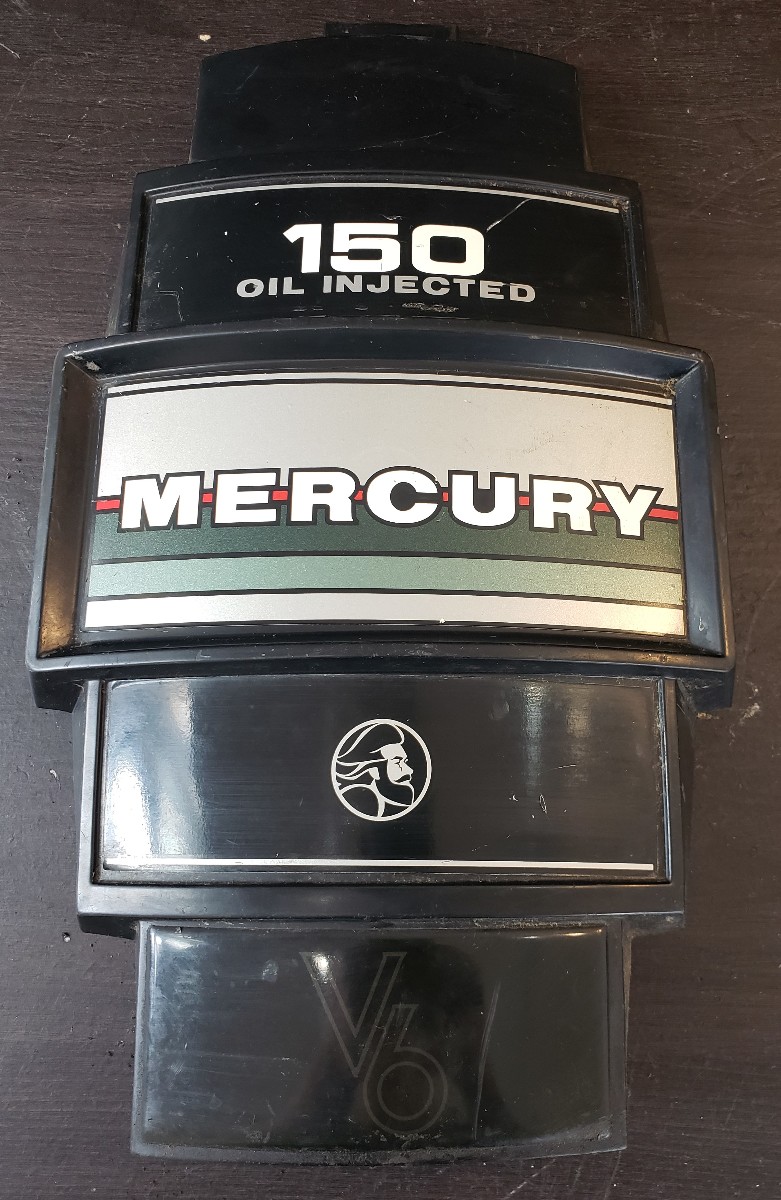 150
OIL INJECTED
MERCURY
V6